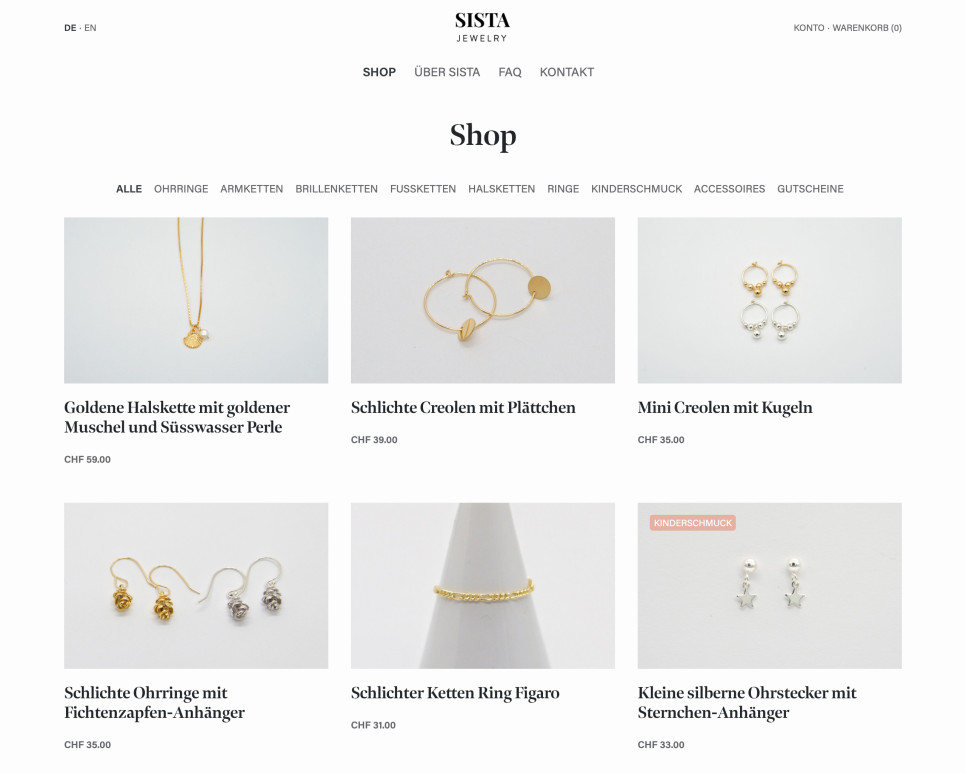 DE · EN
SISTA
JEWELRY
KONTO · WARENKORB (0)
SHOP ÜBER SISTA FAQ KONTAKT
Shop
ALLE OHRRINGE ARMKETTEN BRILLENKETTEN FUSSKETTEN HALSKETTEN RINGE KINDERSCHMUCK ACCESSOIRES GUTSCHEINE
Goldene Halskette mit goldener
Muschel und Süsswasser Perle
CHF 59.00
Schlichte Creolen mit Plättchen
CHF 39.00
Mini Creolen mit Kugeln
CHF 35.00
Schlichte Ohrringe mit
Fichtenzapfen-Anhänger
CHF 35.00
Schlichter Ketten Ring Figaro
CHF 31.00
KINDERSCHMUCK
Kleine silberne Ohrstecker mit
Sternchen-Anhänger
CHF 33.00